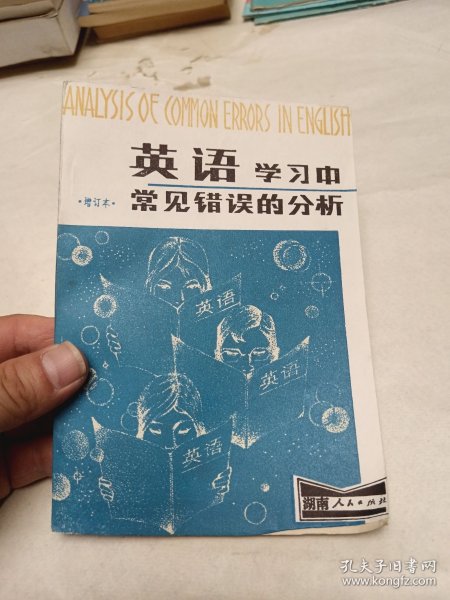 ANALYSIS OF COMMON ERRORS IN ENGLISH
英语 学习中
·增订本· 常见错误的分析
英语
英语
英语
湖南人民出版社
孔夫子旧书网
www.kongfz.com